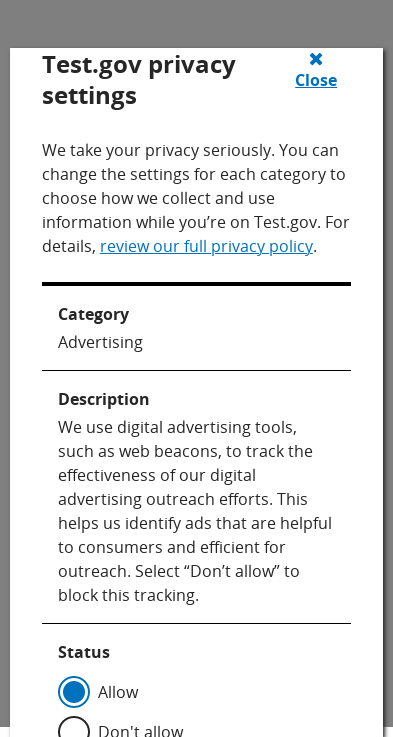 Test.gov privacy
settings
✖
Close
We take your privacy seriously. You can
change the settings for each category to
choose how we collect and use
information while you’re on Test.gov. For
details, review our full privacy policy.
Category
Advertising
Description
We use digital advertising tools,
such as web beacons, to track the
effectiveness of our digital
advertising outreach efforts. This
helps us identify ads that are helpful
to consumers and efficient for
outreach. Select “Don’t allow” to
block this tracking.
Status
Allow
Don't allow